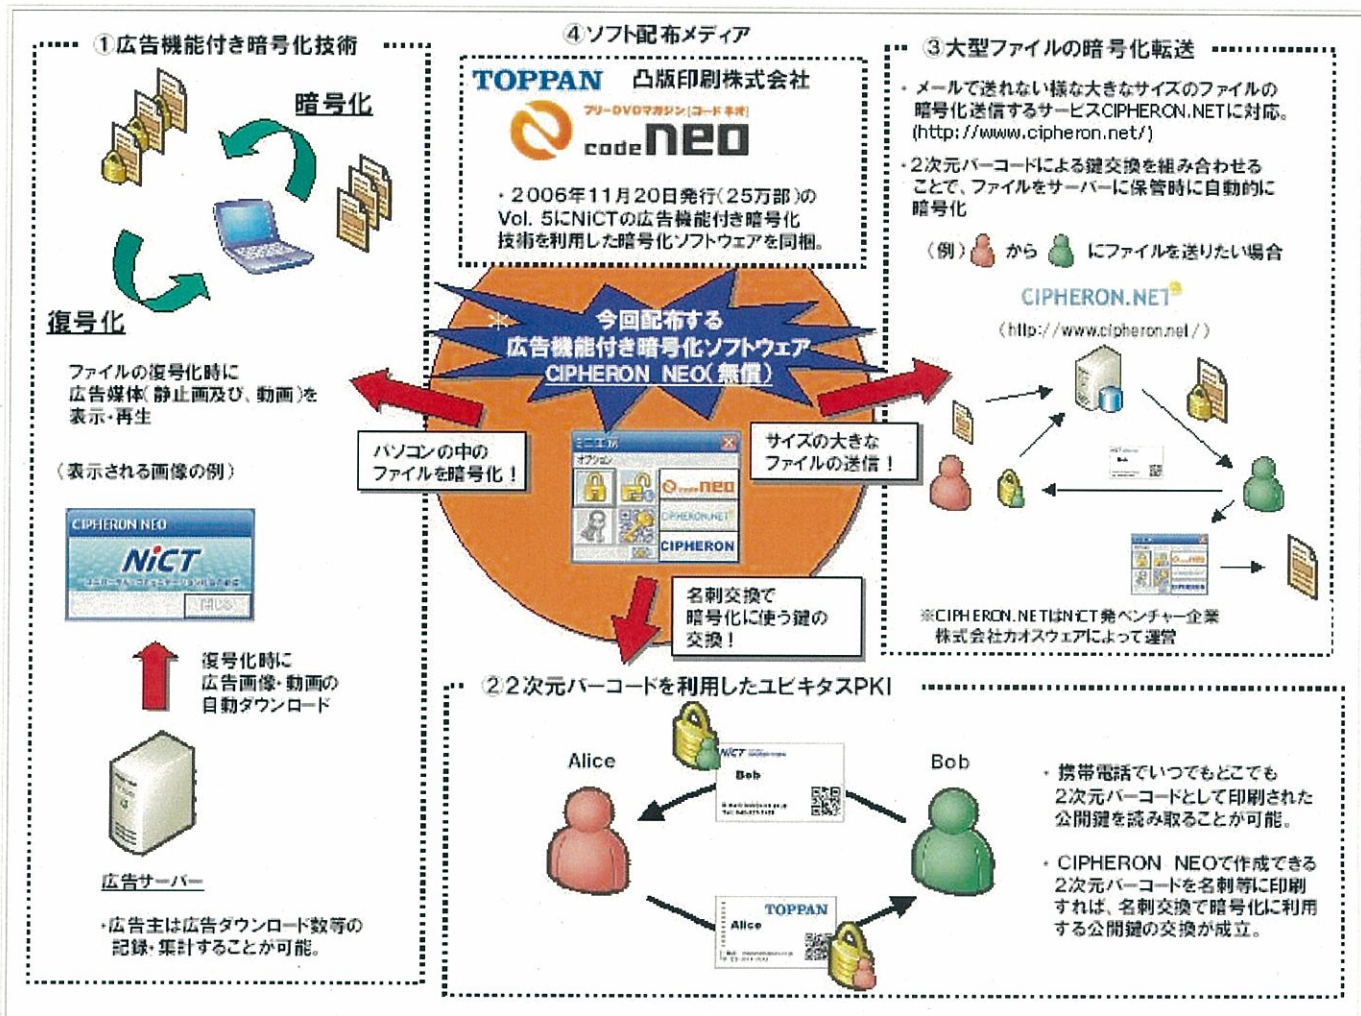 ①広告機能付き暗号化技術
暗号化
復号化
ファイルの復号化時に
広告媒体(静止画及び、動画)を
表示・再生
(表示される画像の例)
CIPHERON NEO
NiCT
閉じる
復号化時に
広告画像・動画の
自動ダウンロード
広告サーバー
・広告主は広告ダウンロード数等の
記録・集計することが可能。
④ソフト配布メディア
TOPPAN 凸版印刷株式会社
フリーDVDマガジン[コード ネオ]
code neo
・2006年11月20日発行(25万部)の
Vol. 5にNiCTの広告機能付き暗号化
技術を利用した暗号化ソフトウェアを同梱。
今回配布する
広告機能付き暗号化ソフトウェア
CIPHERON NEO(無償)
パソコンの中の
ファイルを暗号化!
サイズの大きな
ファイルの送信!
ミニ工房
オプション
code neo
CIPHERON.NET
CIPHERON
名刺交換で
暗号化に使う鍵の
交換!
③大型ファイルの暗号化転送
・メールで送れない様な大きなサイズのファイルの
暗号化送信するサービスCIPHERON.NETに対応。
(http://www.cipheron.net/)
・2次元バーコードによる鍵交換を組み合わせる
ことで、ファイルをサーバーに保管時に自動的に
暗号化
(例) から にファイルを送りたい場合
CIPHERON.NET
(http://www.cipheron.net/)
Bob
※CIPHERON.NETはNiCT発ベンチャー企業
株式会社カオスウェアによって運営
②2次元バーコードを利用したユビキタスPKI
Alice
NiCT
Bob
Bob
TOPPAN
Alice
・携帯電話でいつでもどこでも
2次元バーコードとして印刷された
公開鍵を読み取ることが可能。
・CIPHERON NEOで作成できる
2次元バーコードを名刺等に印刷
すれば、名刺交換で暗号化に利用
する公開鍵の交換が成立。